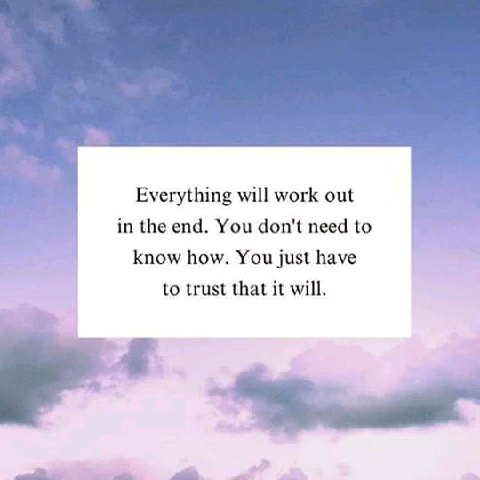 Everything will work out
in the end. You don't need to
know how. You just have
to trust that it will.